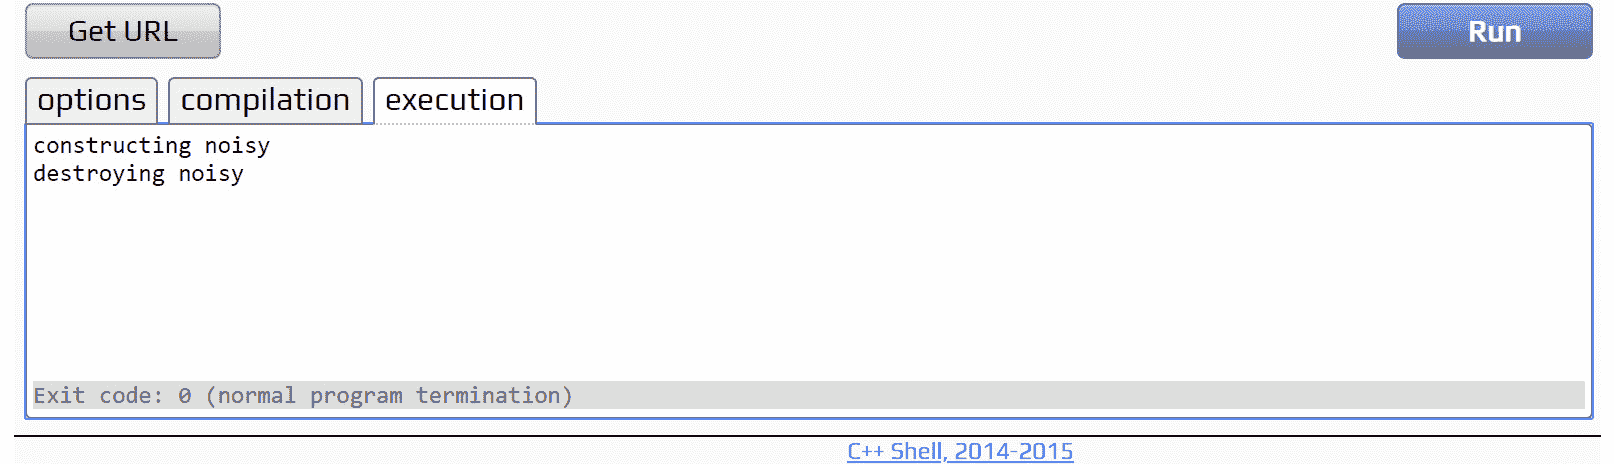 Get URL
Run
options
compilation
execution
constructing noisy
destroying noisy
Exit code: 0 (normal program termination)
C++ Shell, 2014-2015